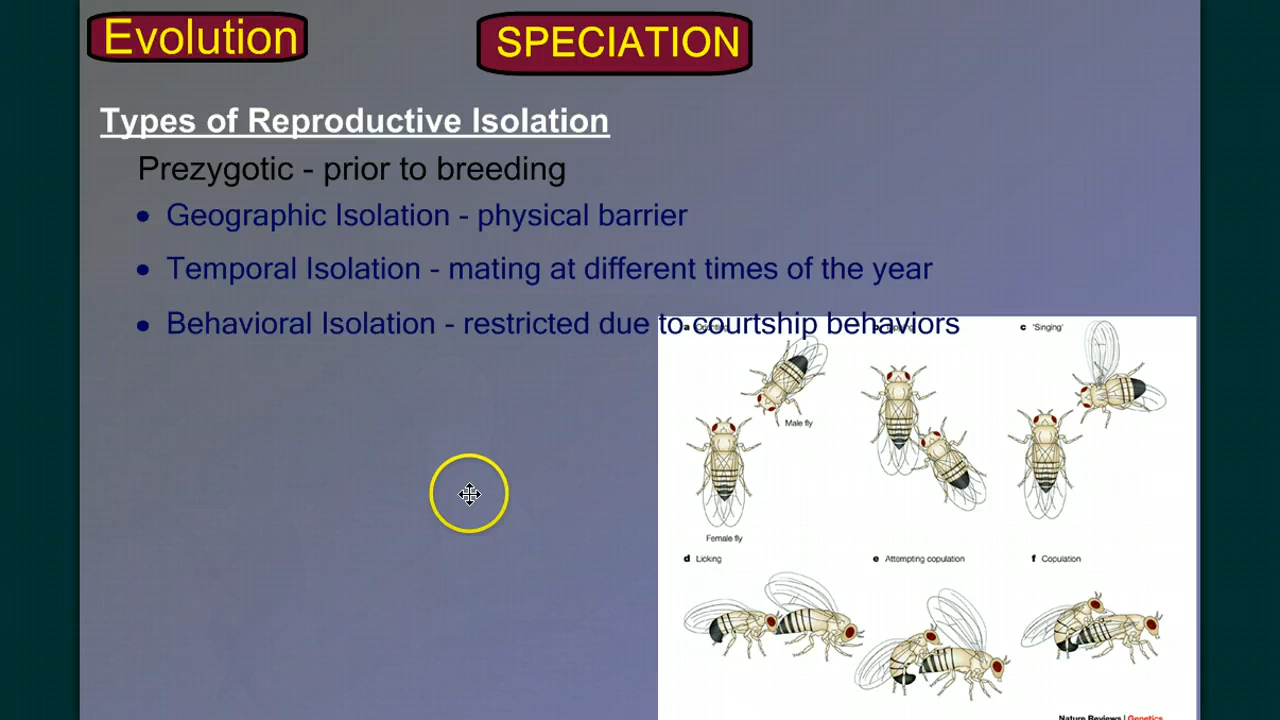 Evolution
SPECIATION
Types of Reproductive Isolation
Prezygotic - prior to breeding
• Geographic Isolation - physical barrier
• Temporal Isolation - mating at different times of the year
• Behavioral Isolation - restricted due to courtship behaviors
a
c 'Singing'
Male fly
Female fly
d Licking
e Attempting copulation
f Copulation
Nature Reviews | Genetics